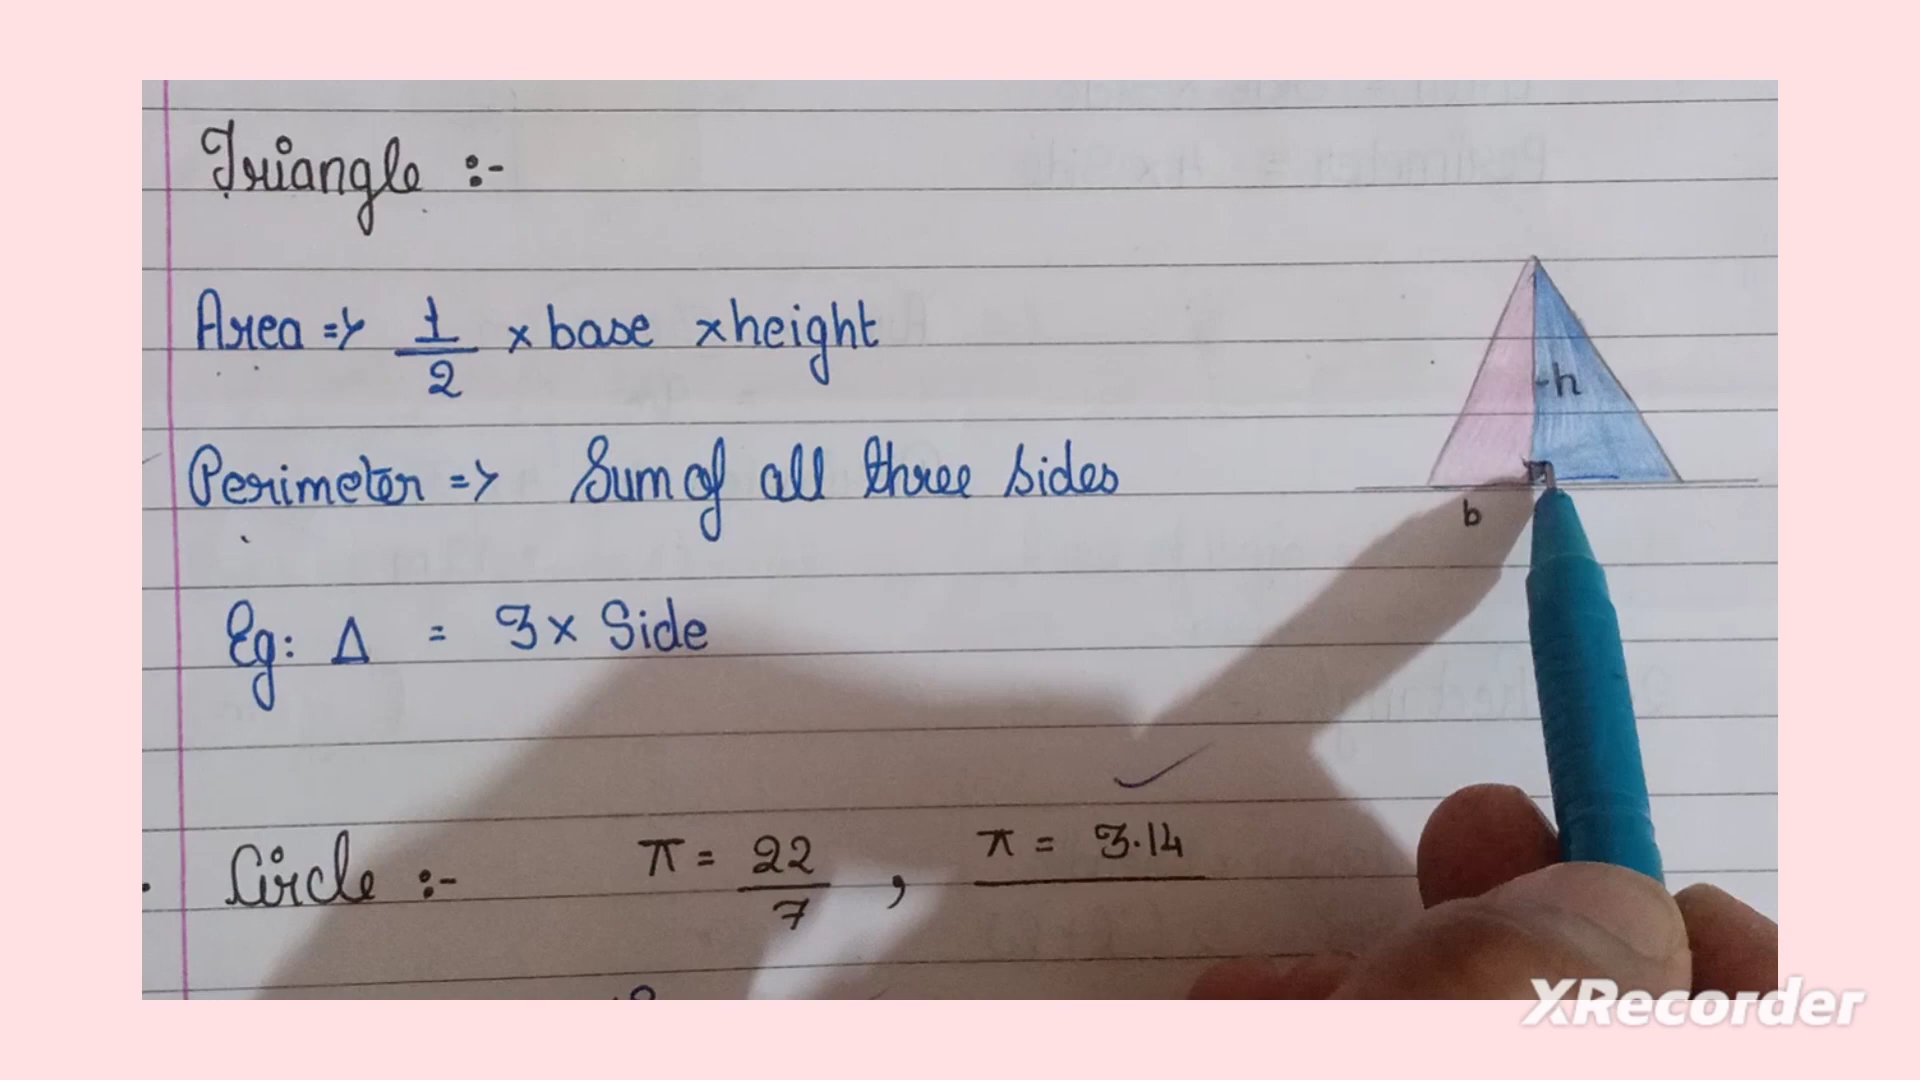 Triangle :-
Area => 1/2 × base × height
h
Perimeter => Sum of all three sides
b
Eg: Δ = 3 × Side
Circle :- π = 22/7 , π = 3.14
XRecorder